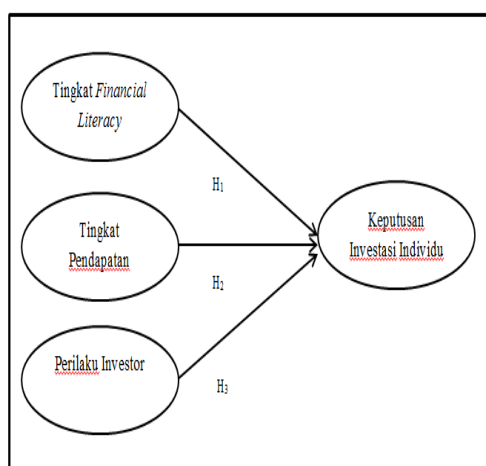 Tingkat Financial
Literacy
H₁
Tingkat
Pendapatan
Keputusan
Investasi Individu
H₂
Perilaku Investor
H₃